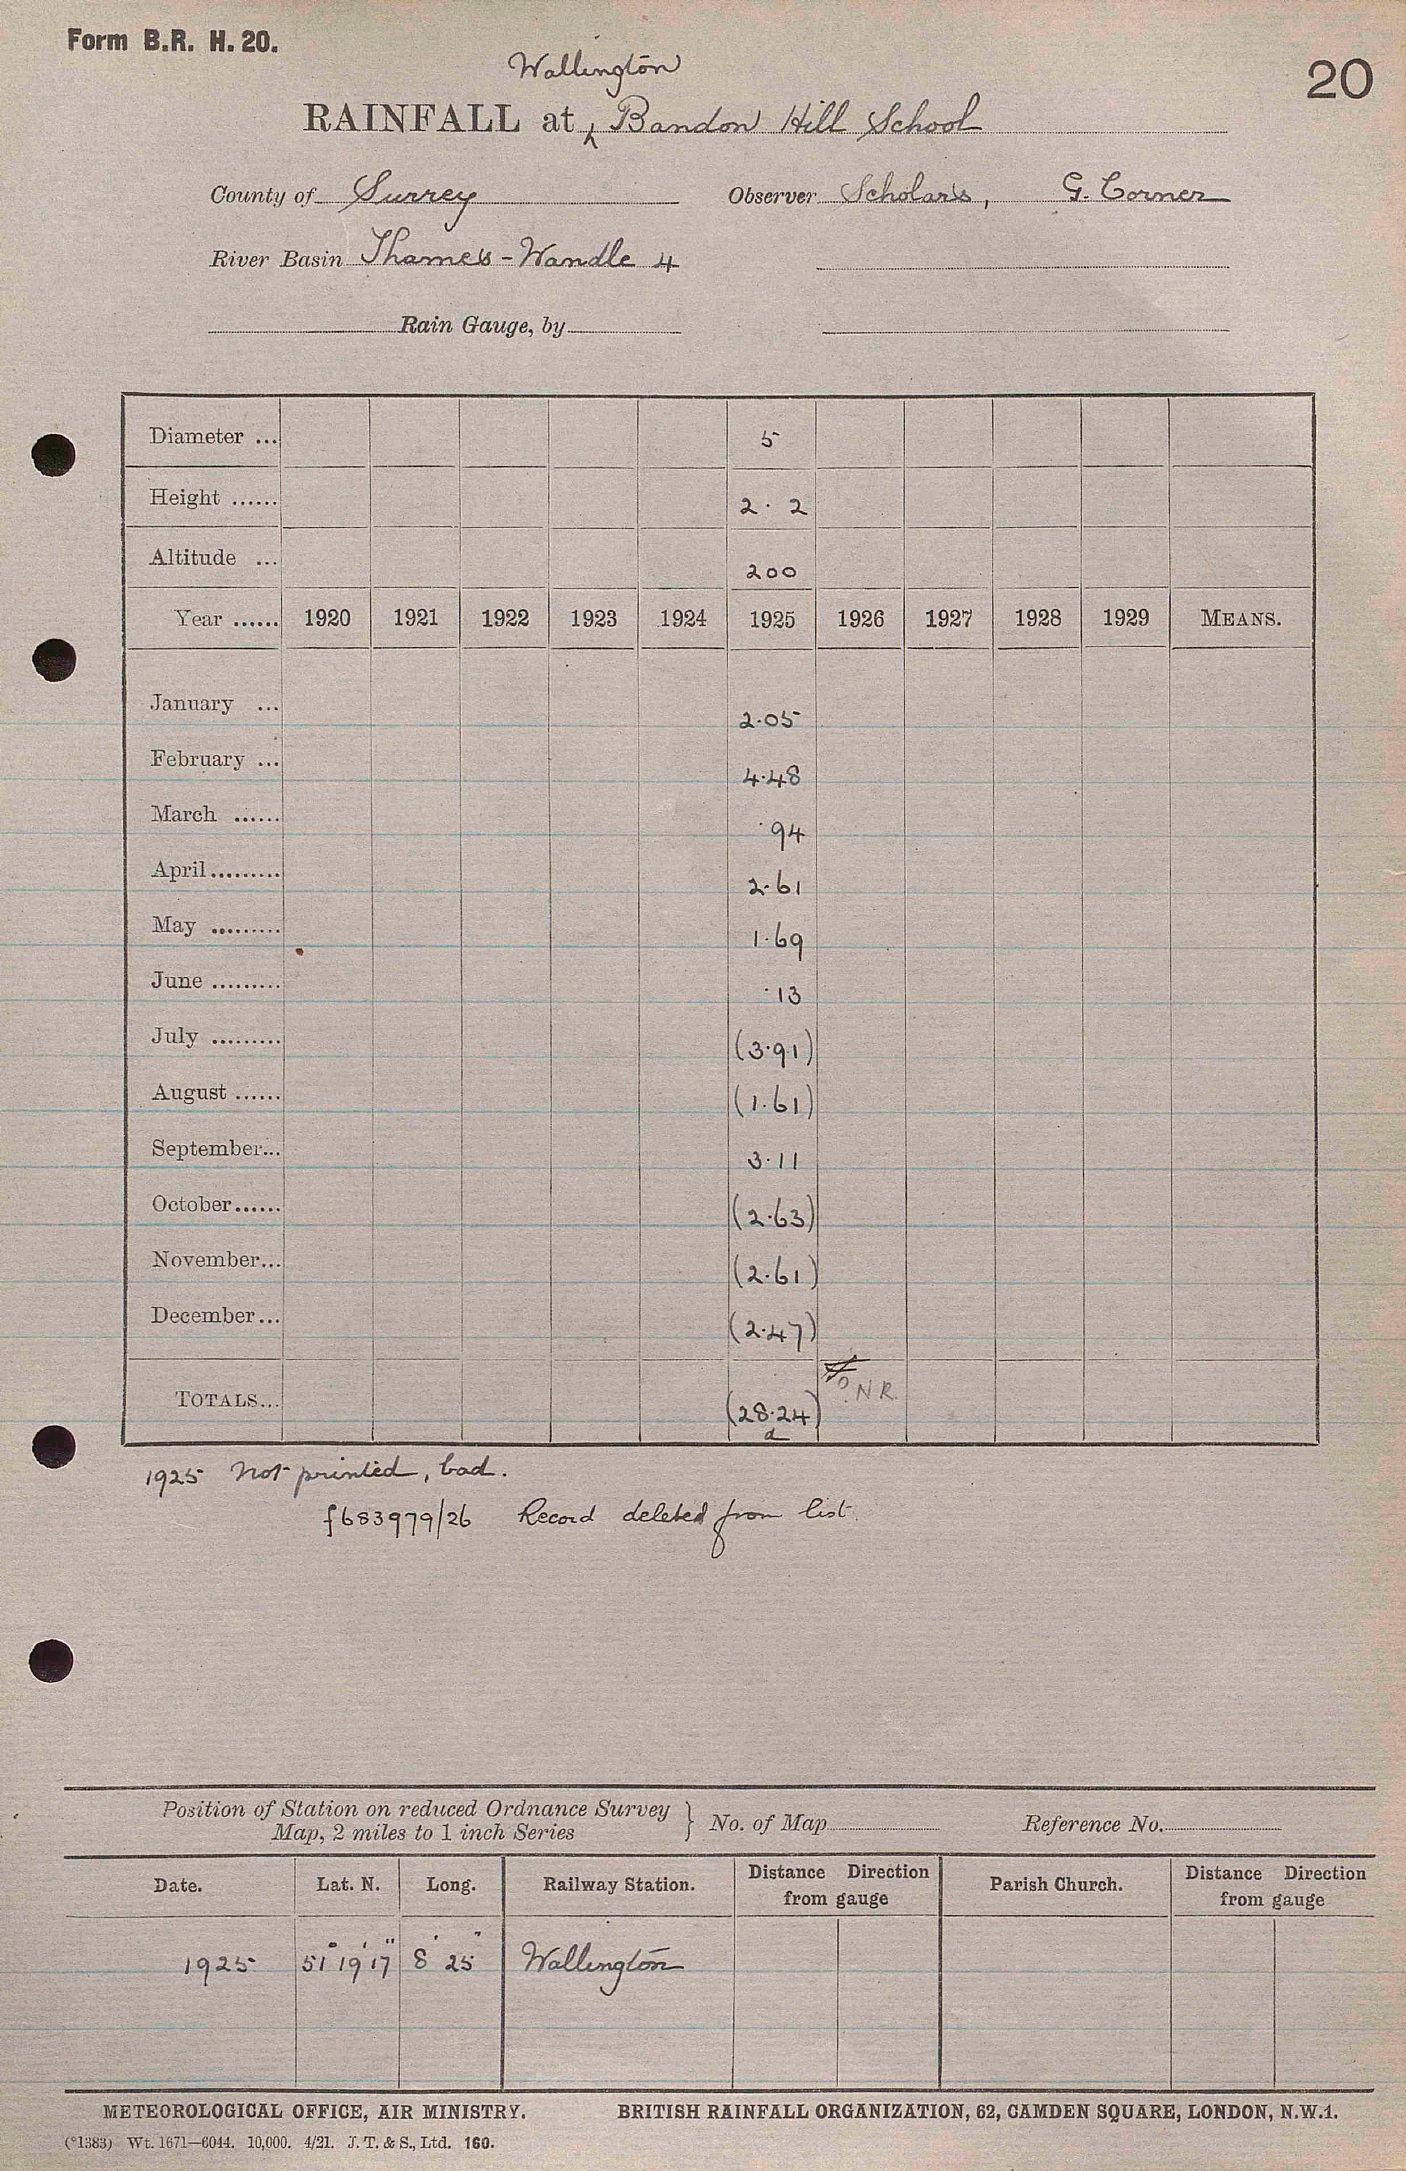 Form B.R. H. 20.
20
Wallington
RAINFALL at ^ Bandon Hill School
County of Surrey Observer Scholars, G. Corner
River Basin Thames - Wandle 4
Rain Gauge, by
Diameter ... 5
Height ...... 2. 2
Altitude ... 200
Year ...... 1920 1921 1922 1923 1924 1925 1926 1927 1928 1929 MEANS.
January ... 2.05
February ... 4.48
March ...... .94
April ......... 2.61
May ......... 1.69
June ......... .13
July ......... (3.91)
August ...... (1.61)
September... 3.11
October...... (2.63)
November... (2.61)
December... (2.47)
TOTALS... (28.24) N R.
d
1925 Not printed, bad.
f683979/26 Record deleted from list.
Position of Station on reduced Ordnance Survey
Map, 2 miles to 1 inch Series } No. of Map Reference No.
Date. Lat. N. Long. Railway Station. Distance Direction from gauge Parish Church. Distance Direction from gauge
1925 51° 19' 17" 8' 25" Wallington
METEOROLOGICAL OFFICE, AIR MINISTRY. BRITISH RAINFALL ORGANIZATION, 62, CAMDEN SQUARE, LONDON, N.W.1.
(*1383) Wt. 1671—6044. 10,000. 4/21. J. T. & S., Ltd. 160.